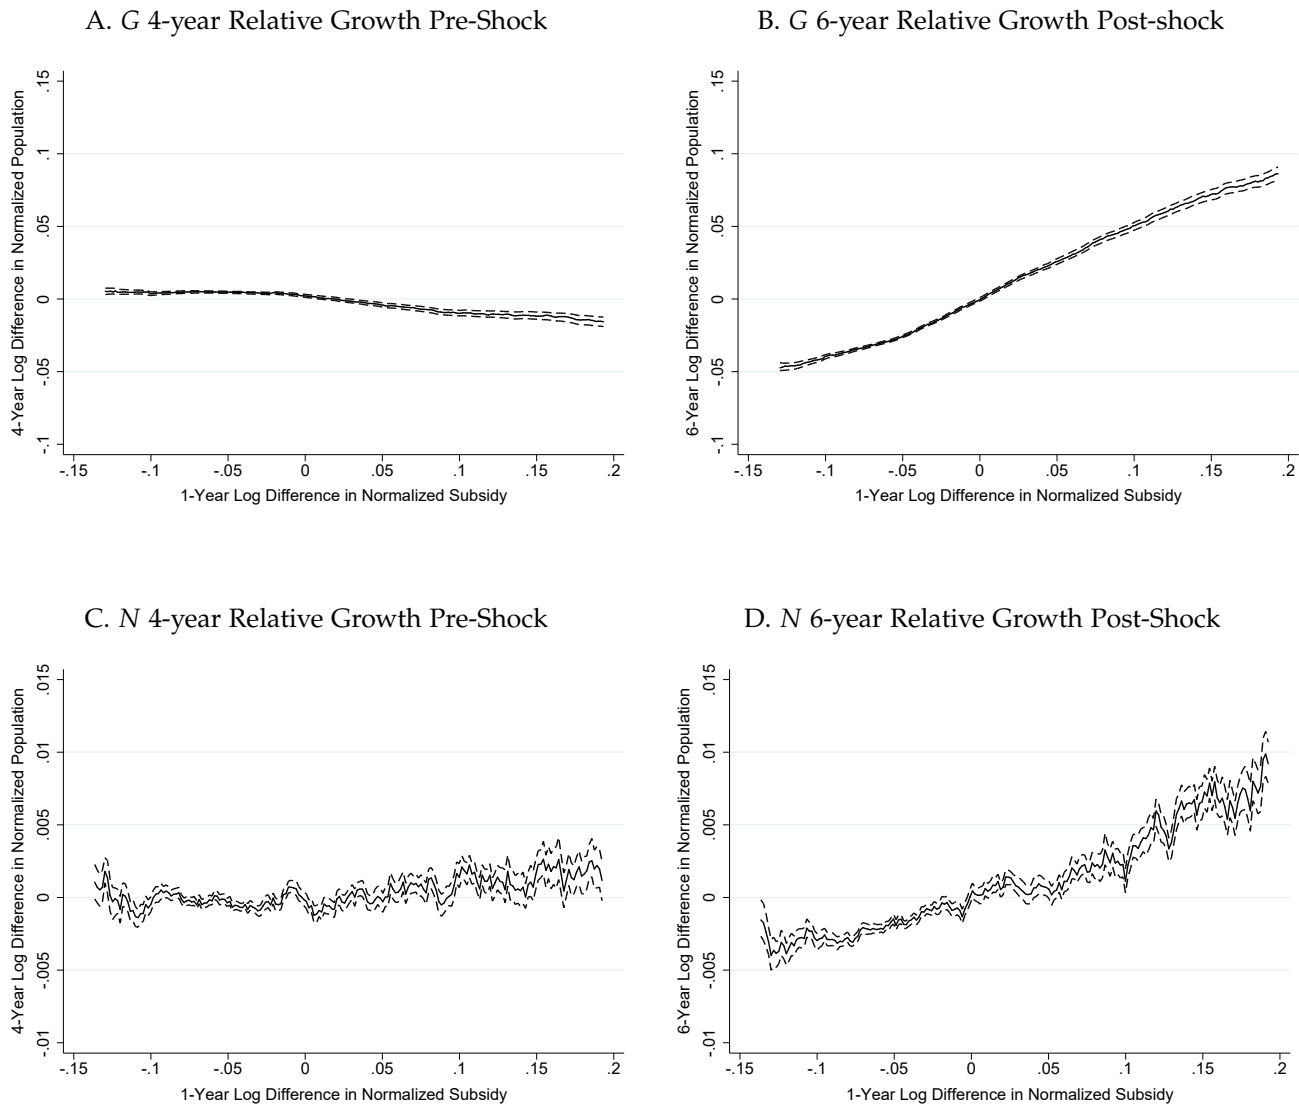 A. G 4-year Relative Growth Pre-Shock
4-Year Log Difference in Normalized Population
.15
.1
.05
0
-.05
-.1
-.15 -.1 -.05 0 .05 .1 .15 .2
1-Year Log Difference in Normalized Subsidy
B. G 6-year Relative Growth Post-shock
6-Year Log Difference in Normalized Population
.15
.1
.05
0
-.05
-.1
-.15 -.1 -.05 0 .05 .1 .15 .2
1-Year Log Difference in Normalized Subsidy
C. N 4-year Relative Growth Pre-Shock
4-Year Log Difference in Normalized Population
.015
.01
.005
0
-.005
-.01
-.15 -.1 -.05 0 .05 .1 .15 .2
1-Year Log Difference in Normalized Subsidy
D. N 6-year Relative Growth Post-Shock
6-Year Log Difference in Normalized Population
.015
.01
.005
0
-.005
-.01
-.15 -.1 -.05 0 .05 .1 .15 .2
1-Year Log Difference in Normalized Subsidy